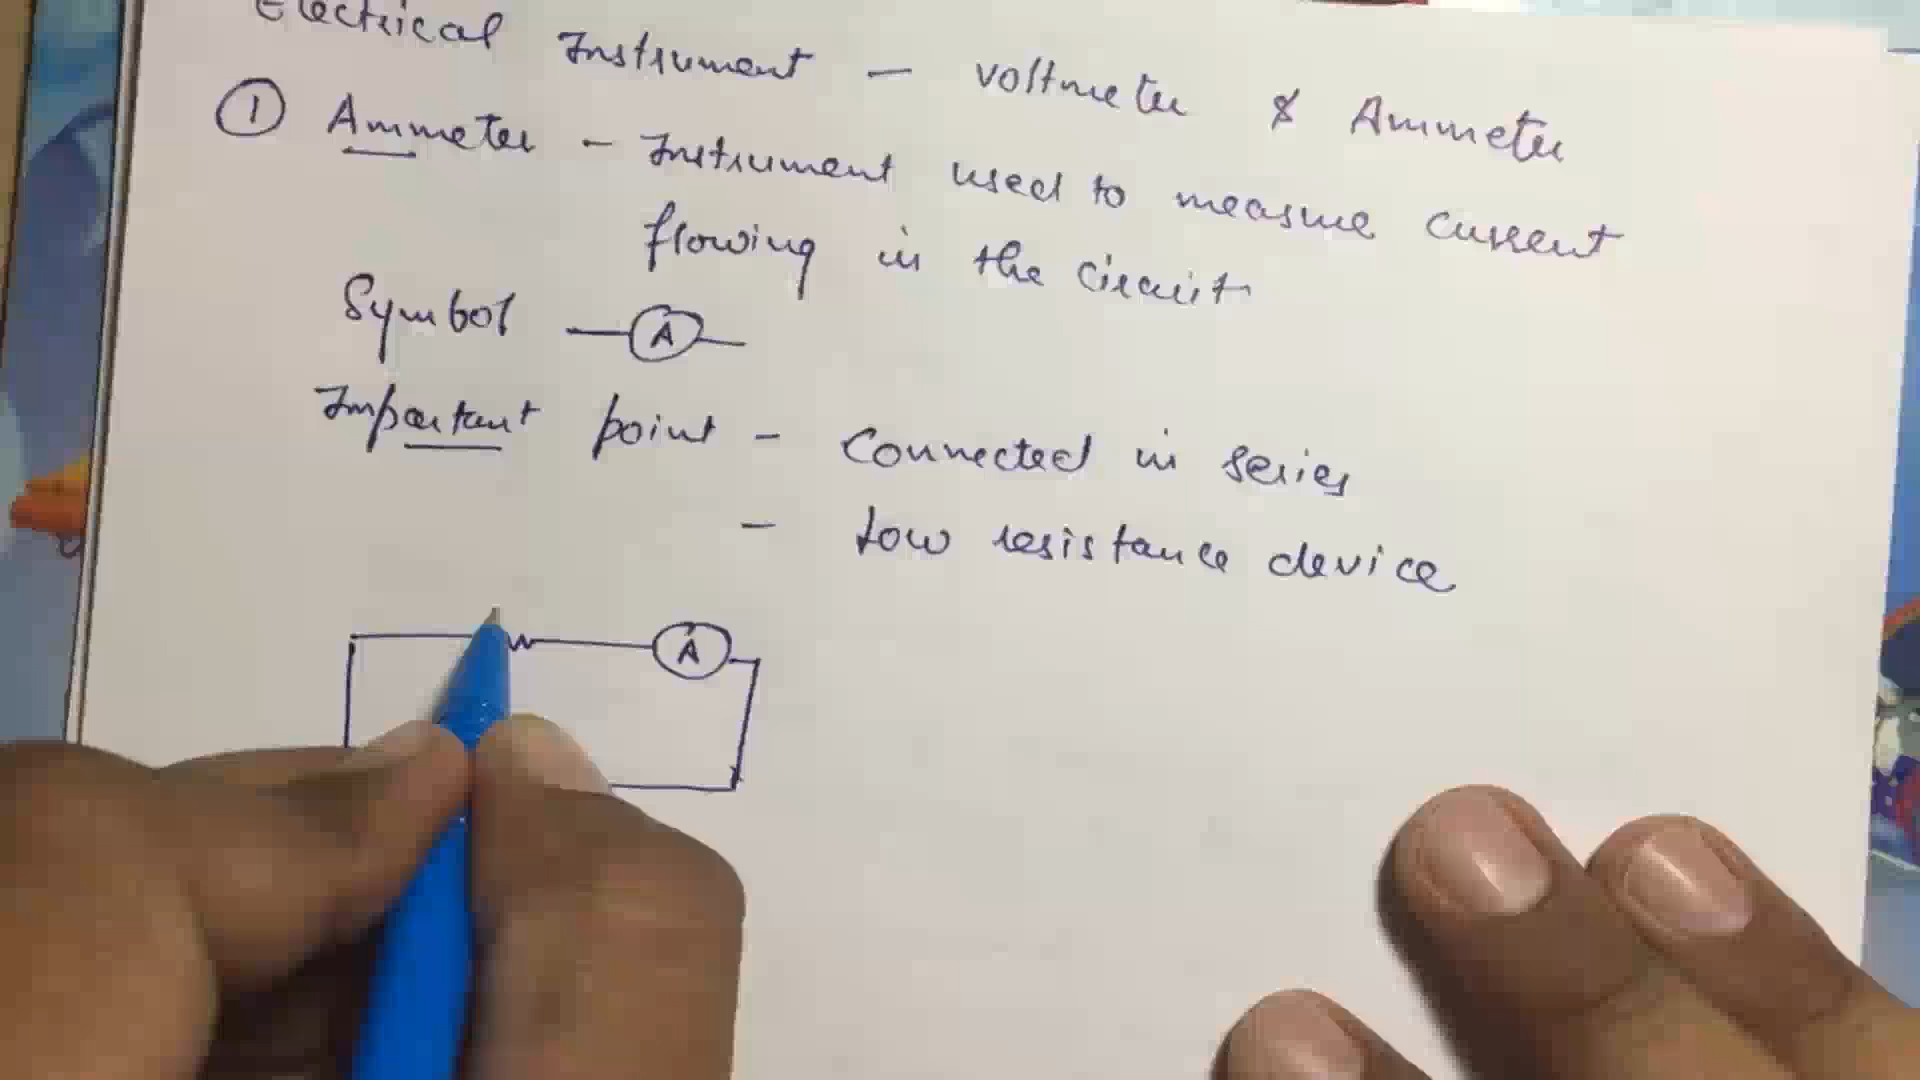 Electrical Instrument - Voltmeter & Ammeter
① Ammeter - Instrument used to measure current
flowing in the circuit
Symbol A
Important point - Connected in series
- Low resistance device
A